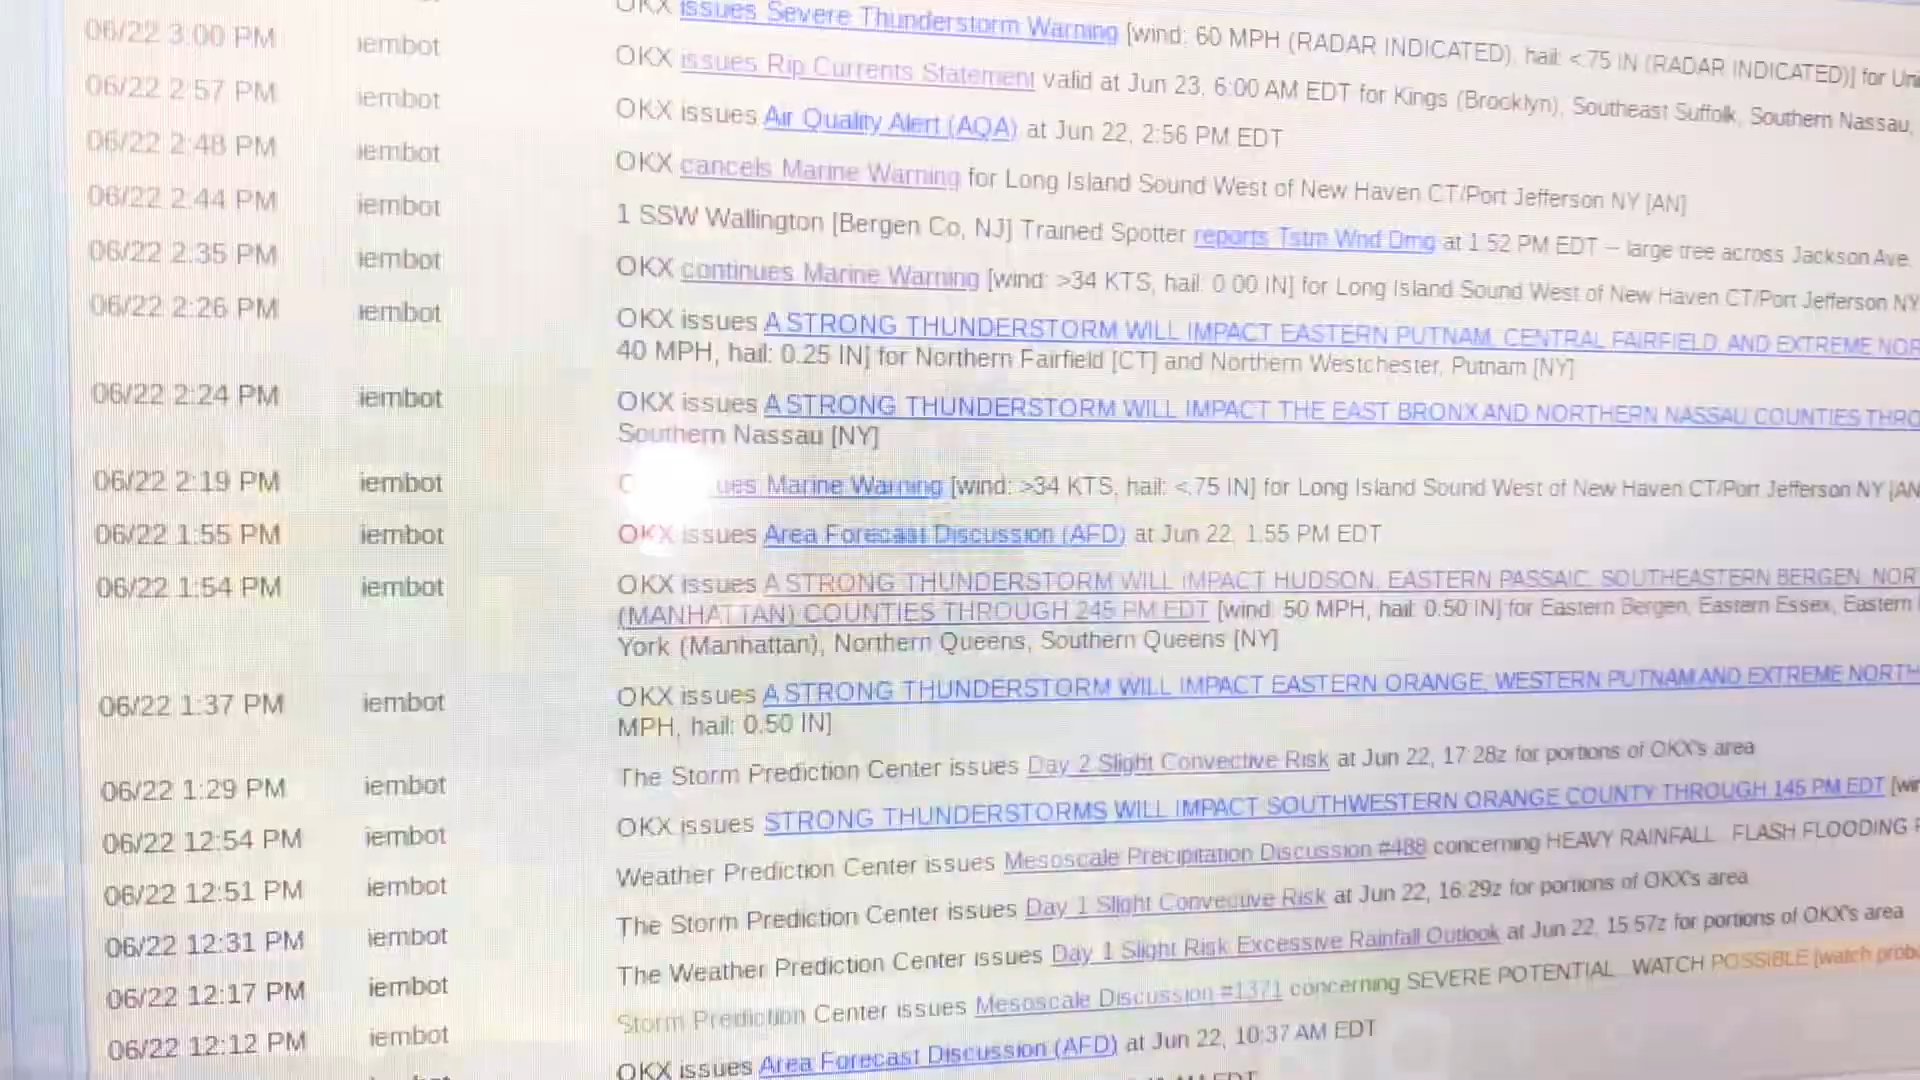 OKX issues Severe Thunderstorm Warning [wind: 60 MPH (RADAR INDICATED), hail: <.75 IN (RADAR INDICATED)] for
06/22 3:00 PM iembot OKX issues Rip Currents Statement valid at Jun 23, 6:00 AM EDT for Kings (Brooklyn), Southeast Suffolk, Southern Nassau,
06/22 2:57 PM iembot OKX issues Air Quality Alert (AQA) at Jun 22, 2:56 PM EDT
06/22 2:48 PM iembot OKX cancels Marine Warning for Long Island Sound West of New Haven CT/Port Jefferson NY [AN]
06/22 2:44 PM iembot 1 SSW Wallington [Bergen Co, NJ] Trained Spotter reports Tstm Wnd Dmg at 1:52 PM EDT -- large tree across Jackson Ave.
06/22 2:35 PM iembot OKX continues Marine Warning [wind: >34 KTS, hail: 0.00 IN] for Long Island Sound West of New Haven CT/Port Jefferson NY
06/22 2:26 PM iembot OKX issues A STRONG THUNDERSTORM WILL IMPACT EASTERN PUTNAM, CENTRAL FAIRFIELD AND EXTREME NOR
40 MPH, hail: 0.25 IN] for Northern Fairfield [CT] and Northern Westchester, Putnam [NY]
06/22 2:24 PM iembot OKX issues A STRONG THUNDERSTORM WILL IMPACT THE EAST BRONX AND NORTHERN NASSAU COUNTIES THRO
Southern Nassau [NY]
06/22 2:19 PM iembot O ues Marine Warning [wind: >34 KTS, hail: <.75 IN] for Long Island Sound West of New Haven CT/Port Jefferson NY [AN
06/22 1:55 PM iembot OKX issues Area Forecast Discussion (AFD) at Jun 22, 1:55 PM EDT
06/22 1:54 PM iembot OKX issues A STRONG THUNDERSTORM WILL IMPACT HUDSON, EASTERN PASSAIC, SOUTHEASTERN BERGEN, NOR
(MANHATTAN) COUNTIES THROUGH 245 PM EDT [wind: 50 MPH, hail: 0.50 IN] for Eastern Bergen, Eastern Essex, Eastern
York (Manhattan), Northern Queens, Southern Queens [NY]
06/22 1:37 PM iembot OKX issues A STRONG THUNDERSTORM WILL IMPACT EASTERN ORANGE, WESTERN PUTNAM AND EXTREME NORTH
MPH, hail: 0.50 IN]
06/22 1:29 PM iembot The Storm Prediction Center issues Day 2 Slight Convective Risk at Jun 22, 17:28z for portions of OKX's area
06/22 12:54 PM iembot OKX issues STRONG THUNDERSTORMS WILL IMPACT SOUTHWESTERN ORANGE COUNTY THROUGH 145 PM EDT [wi
06/22 12:51 PM iembot Weather Prediction Center issues Mesoscale Precipitation Discussion #488 concerning HEAVY RAINFALL FLASH FLOODING
06/22 12:31 PM iembot The Storm Prediction Center issues Day 1 Slight Convective Risk at Jun 22, 16:29z for portions of OKX's area
06/22 12:17 PM iembot The Weather Prediction Center issues Day 1 Slight Risk Excessive Rainfall Outlook at Jun 22, 15:57z for portions of OKX's area
06/22 12:12 PM iembot Storm Prediction Center issues Mesoscale Discussion #1371 concerning SEVERE POTENTIAL WATCH POSSIBLE [watch prob
OKX issues Area Forecast Discussion (AFD) at Jun 22, 10:37 AM EDT